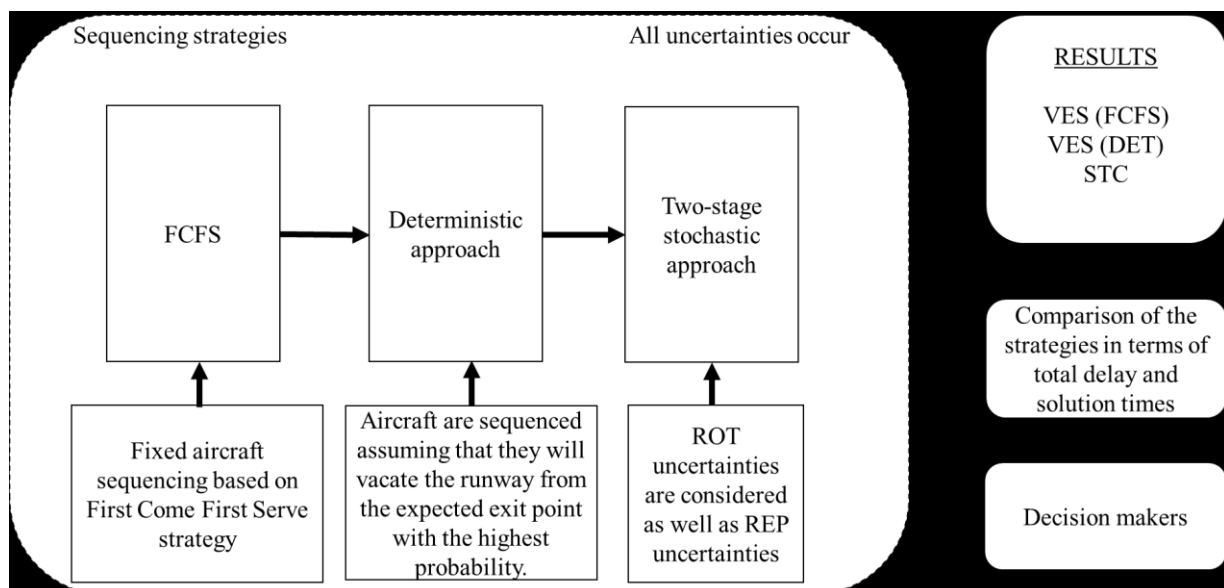 Sequencing strategies
All uncertainties occur
FCFS
Deterministic
approach
Two-stage
stochastic
approach
Fixed aircraft
sequencing based on
First Come First Serve
strategy
Aircraft are sequenced
assuming that they will
vacate the runway from
the expected exit point
with the highest
probability.
ROT
uncertainties
are considered
as well as REP
uncertainties
RESULTS
VES (FCFS)
VES (DET)
STC
Comparison of the
strategies in terms of
total delay and
solution times
Decision makers